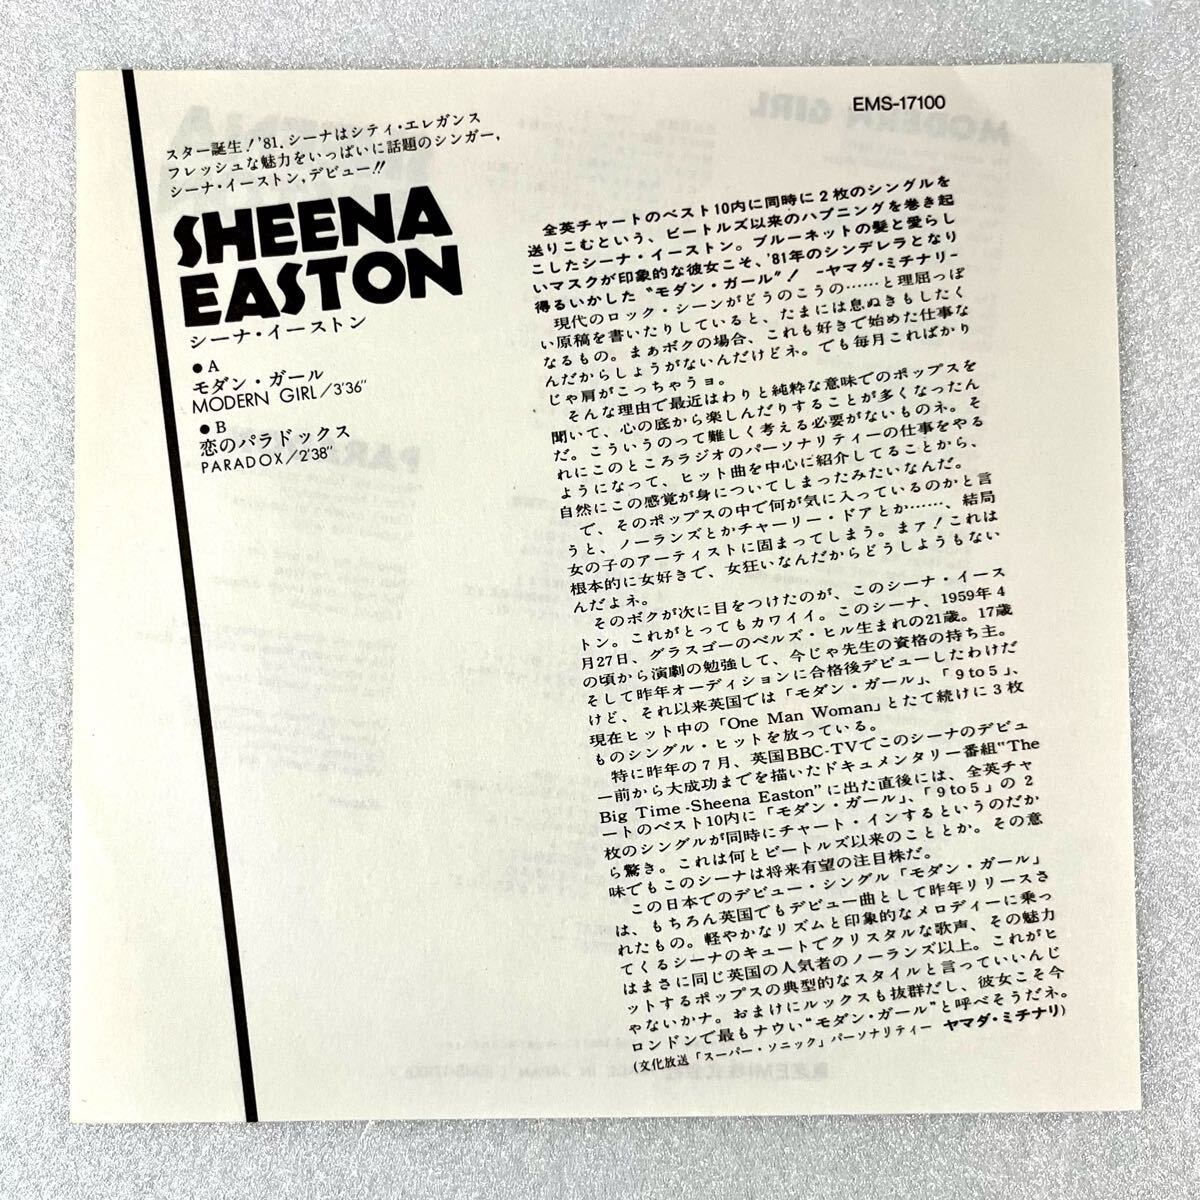 EMS-17100
スター誕生！'81. シーナはシティ・エレガンス
フレッシュな魅力をいっぱいに話題のシンガー，
シーナ・イーストン，デビュー!!
SHEENA
EASTON
シーナ・イーストン
●A
モダン・ガール
MODERN GIRL/3'36"
●B
恋のパラドックス
PARADOX/2'38"
全英チャートのベスト10内に同時に2枚のシングルを
送りこむという、ビートルズ以来のハプニングを巻き起
こしたシーナ・イーストン。ブルーネットの髪と愛らし
いマスクが印象的な彼女こそ、'81年のシンデレラとなり
得るいかした“モダン・ガール”！ -ヤマダ・ミチナリ-
現代のロック・シーンがどうのこうの……と理屈っぽ
い原稿を書いたりしていると、たまには息ぬきもしたく
なるもの。まぁボクの場合、これも好きで始めた仕事な
んだからしょうがないんだけどネ。でも毎月こればかり
じゃ肩がこっちゃうョ。
そんな理由で最近はわりと純粋な意味でのポップスを
聞いて、心の底から楽しんだりすることが多くなったん
だ。こういうのって難しく考える必要がないものネ。そ
れにこのところラジオのパーソナリティーの仕事をやる
ようになって、ヒット曲を中心に紹介してることから、
自然にこの感覚が身についてしまったみたいなんだ。
で、そのポップスの中で何が気に入っているのかと言
うと、ノーランズとかチャーリー・ドアとか……、結局
女の子のアーティストに固まってしまう。まァ！これは
根本的に女好きで、女狂いなんだからどうしようもない
んだよネ。
そのボクが次に目をつけたのが、このシーナ・イース
トン。これがとってもカワイイ。このシーナ、1959年4
月27日、グラスゴーのベルズ・ヒル生まれの21歳。17歳
の頃から演劇の勉強して、今じゃ先生の資格の持ち主。
そして昨年オーディションに合格後デビューしたわけだ
けど、それ以来英国では「モダン・ガール」、「9to5」、
現在ヒット中の「One Man Woman」とたて続けに3枚
ものシングル・ヒットを放っている。
特に昨年の7月、英国BBC-TVでこのシーナのデビュ
ー前から大成功までを描いたドキュメンタリー番組“The
Big Time-Sheena Easton”に出た直後には、全英チャ
ートのベスト10内に「モダン・ガール」、「9to5」の2
枚のシングルが同時にチャート・インするというのだか
ら驚き。これは何とビートルズ以来のこととか。その意
味でもこのシーナは将来有望の注目株だ。
この日本でのデビュー・シングル「モダン・ガール」
は、もちろん英国でもデビュー曲として昨年リリースさ
れたもの。軽やかなリズムと印象的なメロディーに乗っ
てくるシーナのキュートでクリスタルな歌声、その魅力
はまさに同じ英国の人気者のノーランズ以上。これがヒ
ットするポップスの典型的なスタイルと言っていいんじ
ゃないかナ。おまけにルックスも抜群だし、彼女こそ今
ロンドンで最もナウい“モダン・ガール”と呼べそうだネ。
(文化放送「スーパー・ソニック」パーソナリティー ヤマダ・ミチナリ)